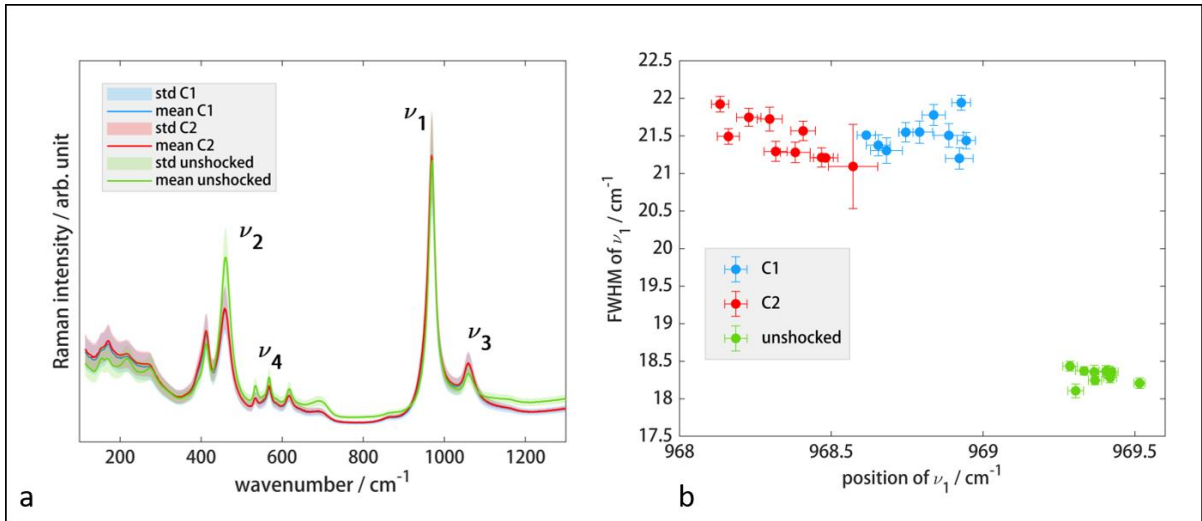 std C1
mean C1
std C2
mean C2
std unshocked
mean unshocked
ν1
ν2
ν4
ν3
Raman intensity / arb. unit
200 400 600 800 1000 1200
wavenumber / cm-1
a
22.5
22
21.5
21
20.5
20
19.5
19
18.5
18
17.5
FWHM of ν1 / cm-1
C1
C2
unshocked
968 968.5 969 969.5
position of ν1 / cm-1
b